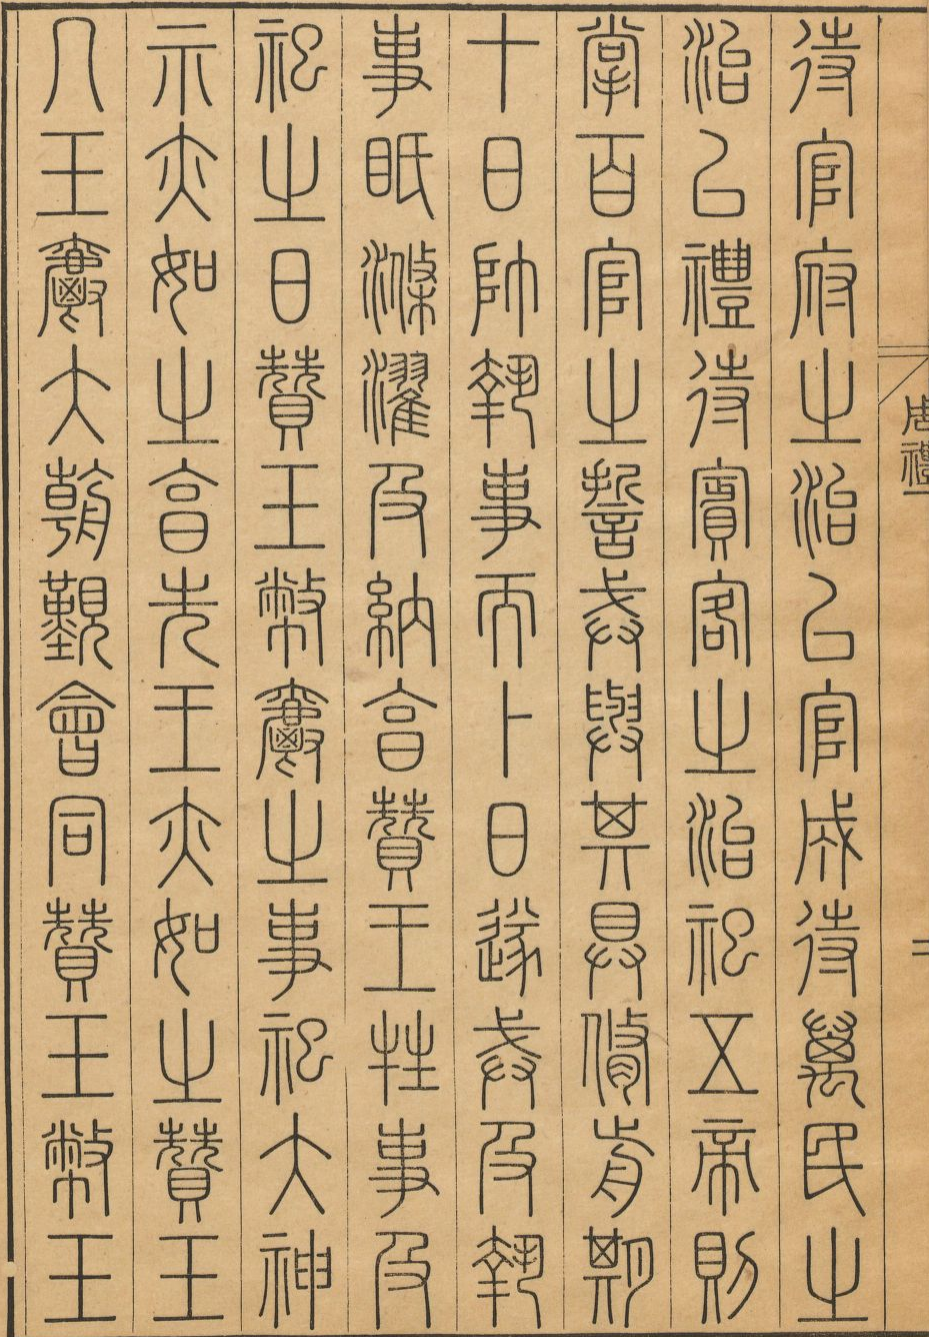 周禮一
二
待官府之治以官成待萬民之
治以禮待賓客之治祀五帝則
掌百官之誓戒與其具脩前期
十日帥執事而卜日遂戒及執
事眡滌濯及納亨贊王牲事及
祀之日贊玉幣爵之事祀大神
示亦如之享先王亦如之贊玉
几玉爵大朝覲會同贊玉幣玉